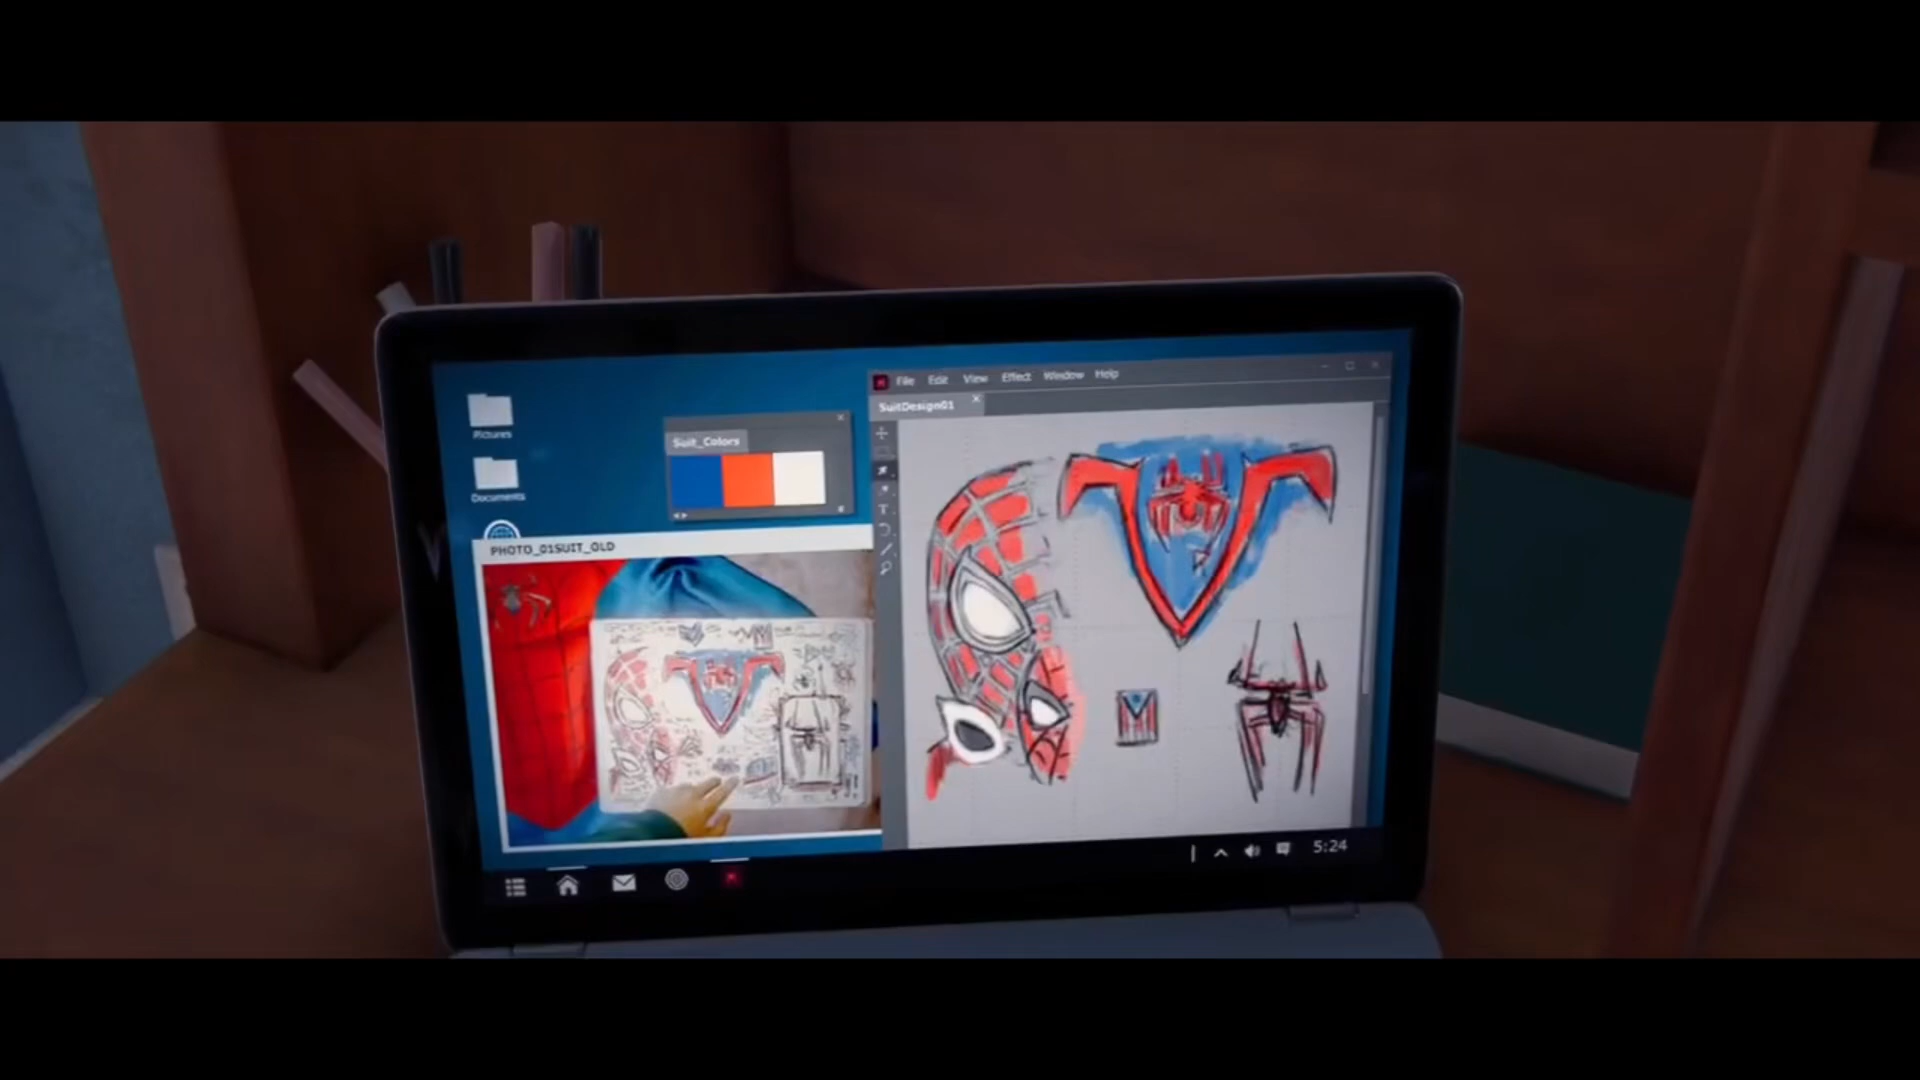 File Edit View Effect Window Help
SuitDesign01
Pictures
Suit_Colors
Documents
PHOTO_01SUIT_OLD
T
5:24